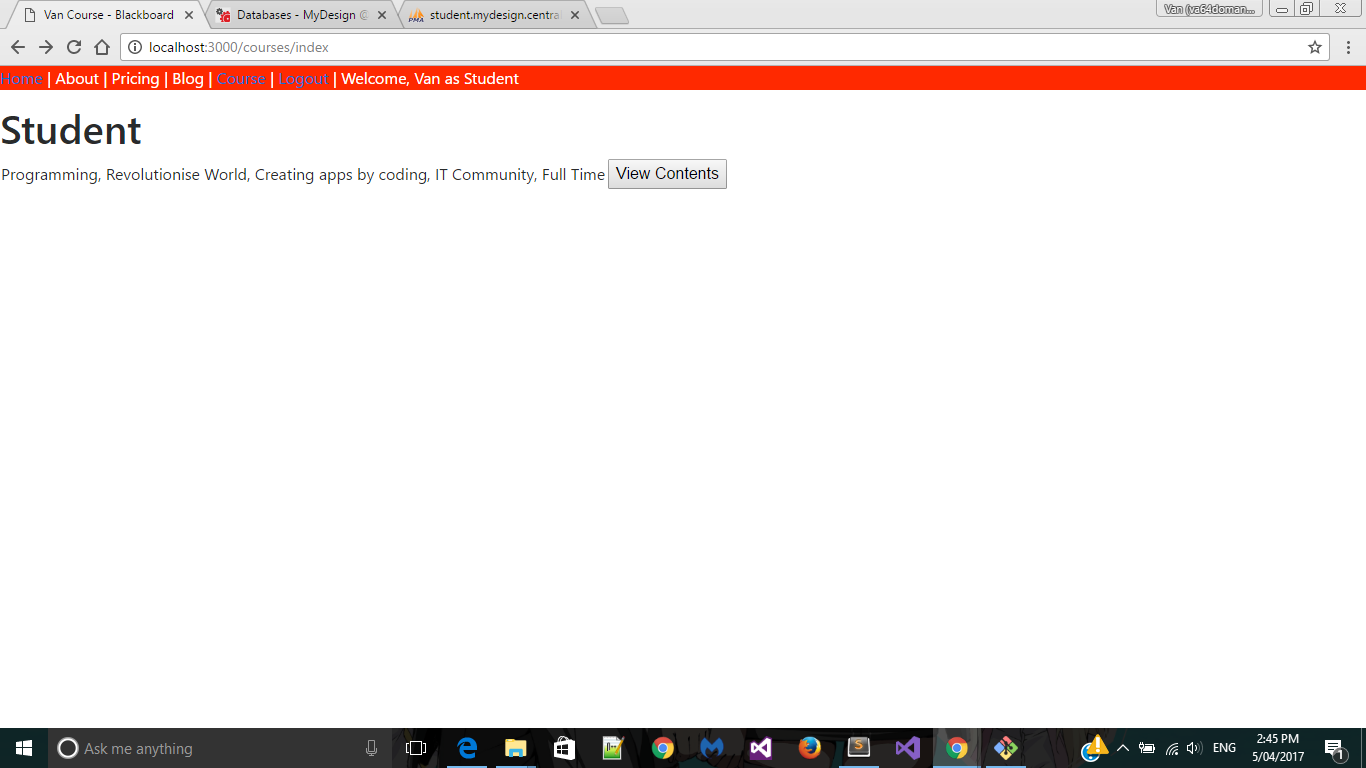 Van Course - Blackboard
Databases - MyDesign
student.mydesign.centra
Van (va64doman...
localhost:3000/courses/index
Home | About | Pricing | Blog | Course | Logout | Welcome, Van as Student
Student
Programming, Revolutionise World, Creating apps by coding, IT Community, Full Time View Contents
Ask me anything
ENG
2:45 PM
5/04/2017
1